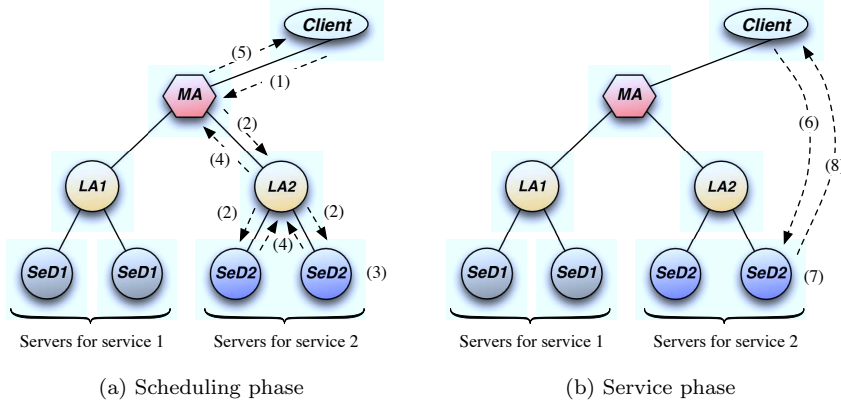 Client
(5)
(1)
MA
(2)
(4)
LA1
LA2
(2)
(2)
(4)
SeD1
SeD1
SeD2
SeD2
(3)
Servers for service 1
Servers for service 2
(a) Scheduling phase
Client
MA
(6)
(8)
LA1
LA2
SeD1
SeD1
SeD2
SeD2
(7)
Servers for service 1
Servers for service 2
(b) Service phase